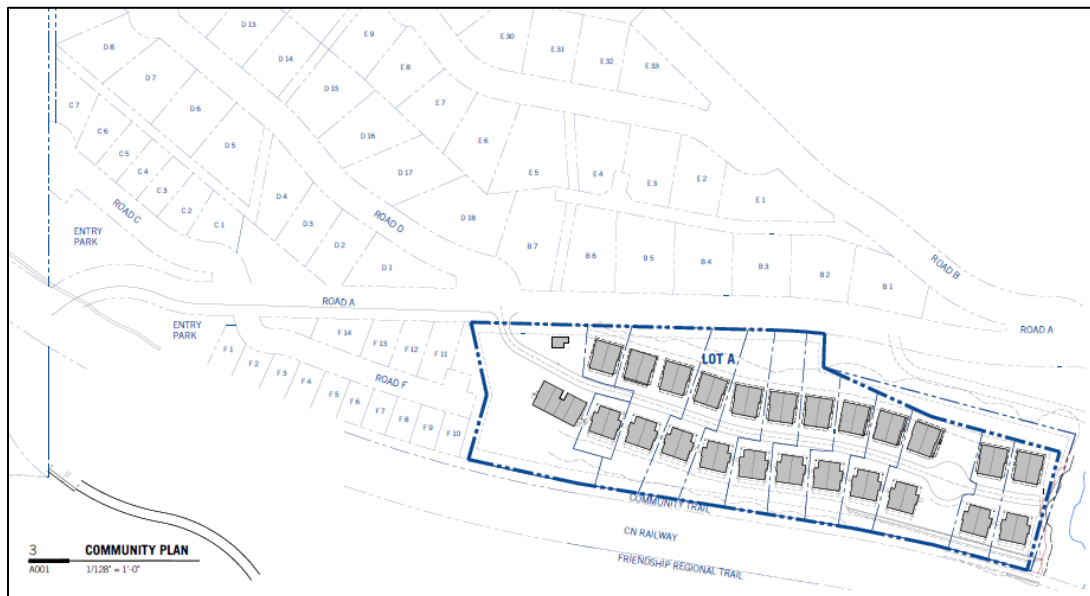 D 13
E 9
E 30
E 31
E 32
E 33
D 8
D 14
E 8
D 7
D 15
E 7
C 7
D 6
C 6
D 16
E 6
C 5
D 5
C 4
D 17
E 5
E 4
E 3
E 2
E 1
C 3
D 4
C 2
C 1
D 3
D 18
ROAD C
ROAD D
ENTRY
PARK
D 2
B 7
B 6
B 5
B 4
B 3
B 2
B 1
D 1
ROAD B
ROAD A
ROAD A
ENTRY
PARK
F 14
F 13
F 12
F 11
F 1
F 2
F 3
F 4
F 5
F 6
F 7
F 8
F 9
F 10
ROAD F
LOT A
COMMUNITY TRAIL
CN RAILWAY
FRIENDSHIP REGIONAL TRAIL
3
COMMUNITY PLAN
A001
1/128" = 1'-0"